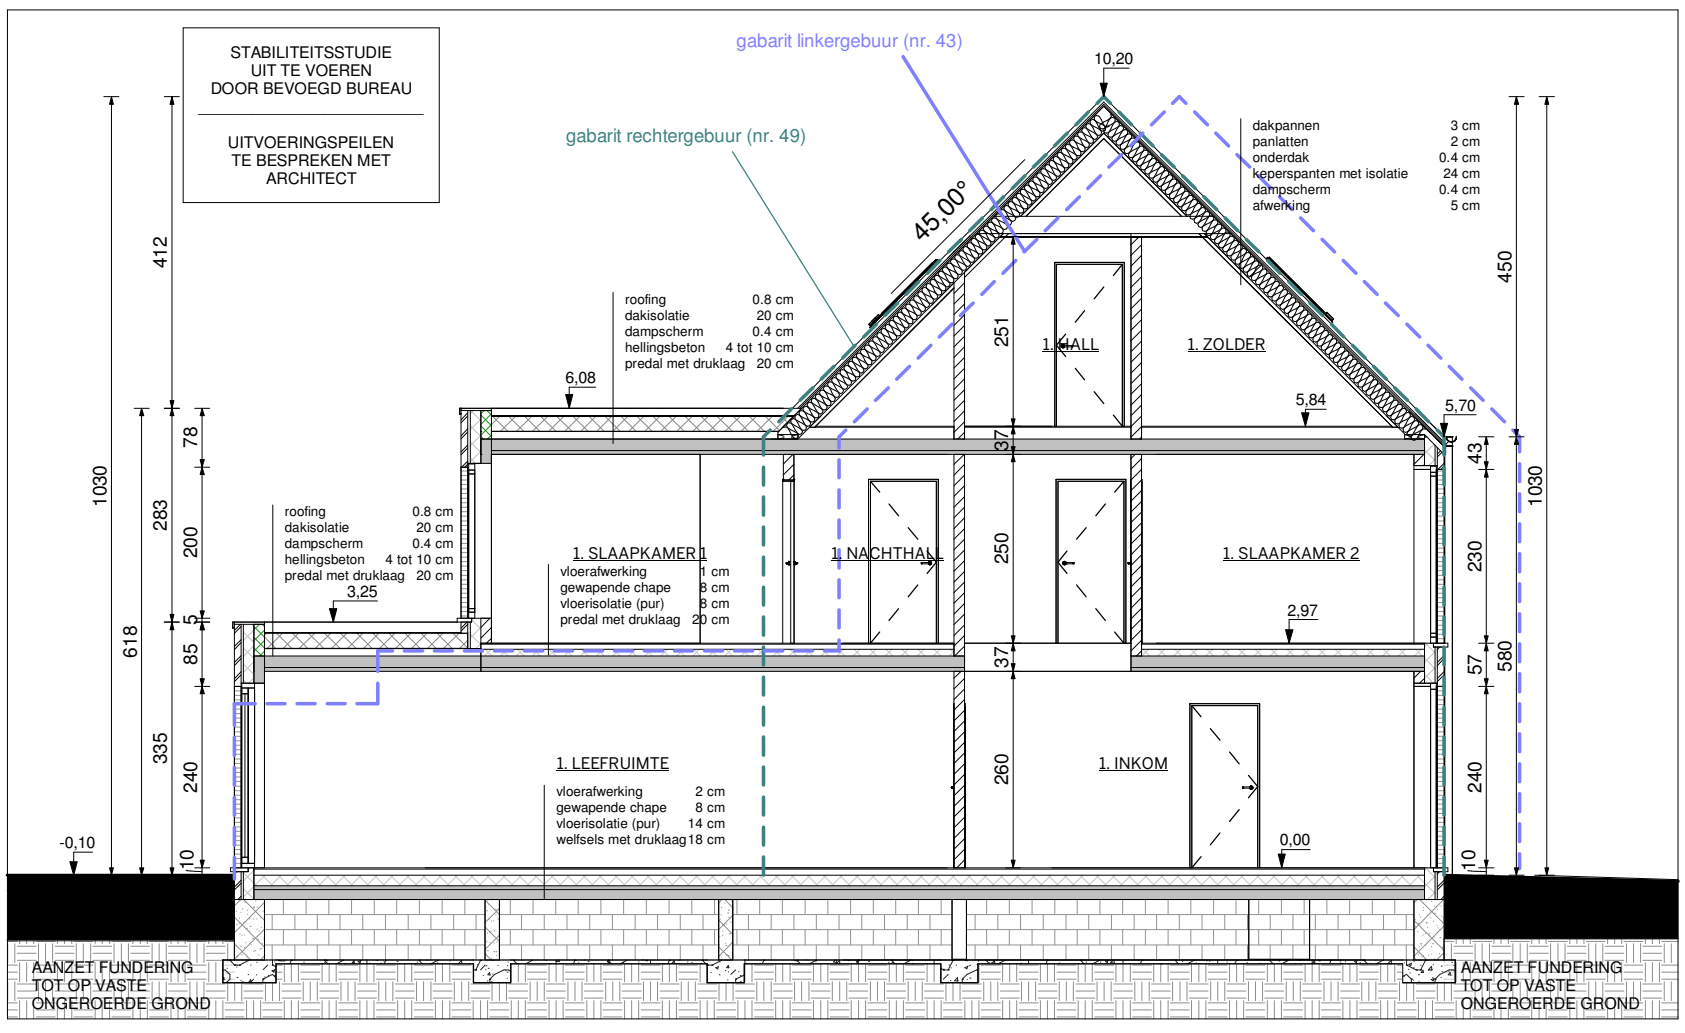 STABILITEITSSTUDIE
UIT TE VOEREN
DOOR BEVOEGD BUREAU
UITVOERINGSPEILEN
TE BESPREKEN MET
ARCHITECT
gabarit linkergebuur (nr. 43)
gabarit rechtergebuur (nr. 49)
10,20
45,00°
dakpannen 3 cm
panlatten 2 cm
onderdak 0.4 cm
keperspanten met isolatie 24 cm
dampscherm 0.4 cm
afwerking 5 cm
roofing 0.8 cm
dakisolatie 20 cm
dampscherm 0.4 cm
hellingsbeton 4 tot 10 cm
predal met druklaag 20 cm
6,08
1. HALL
1. ZOLDER
5,84
5,70
roofing 0.8 cm
dakisolatie 20 cm
dampscherm 0.4 cm
hellingsbeton 4 tot 10 cm
predal met druklaag 20 cm
3,25
1. SLAAPKAMER 1
1. NACHTHALL
1. SLAAPKAMER 2
vloerafwerking 1 cm
gewapende chape 8 cm
vloerisolatie (pur) 8 cm
predal met druklaag 20 cm
2,97
1. LEEFRUIMTE
1. INKOM
vloerafwerking 2 cm
gewapende chape 8 cm
vloerisolatie (pur) 14 cm
welfsels met druklaag 18 cm
0,00
-0,10
1030
618
412
283
335
78
200
5
85
240
10
251
37
250
37
260
43
230
57
240
10
450
580
1030
AANZET FUNDERING
TOT OP VASTE
ONGEROERDE GROND
AANZET FUNDERING
TOT OP VASTE
ONGEROERDE GROND